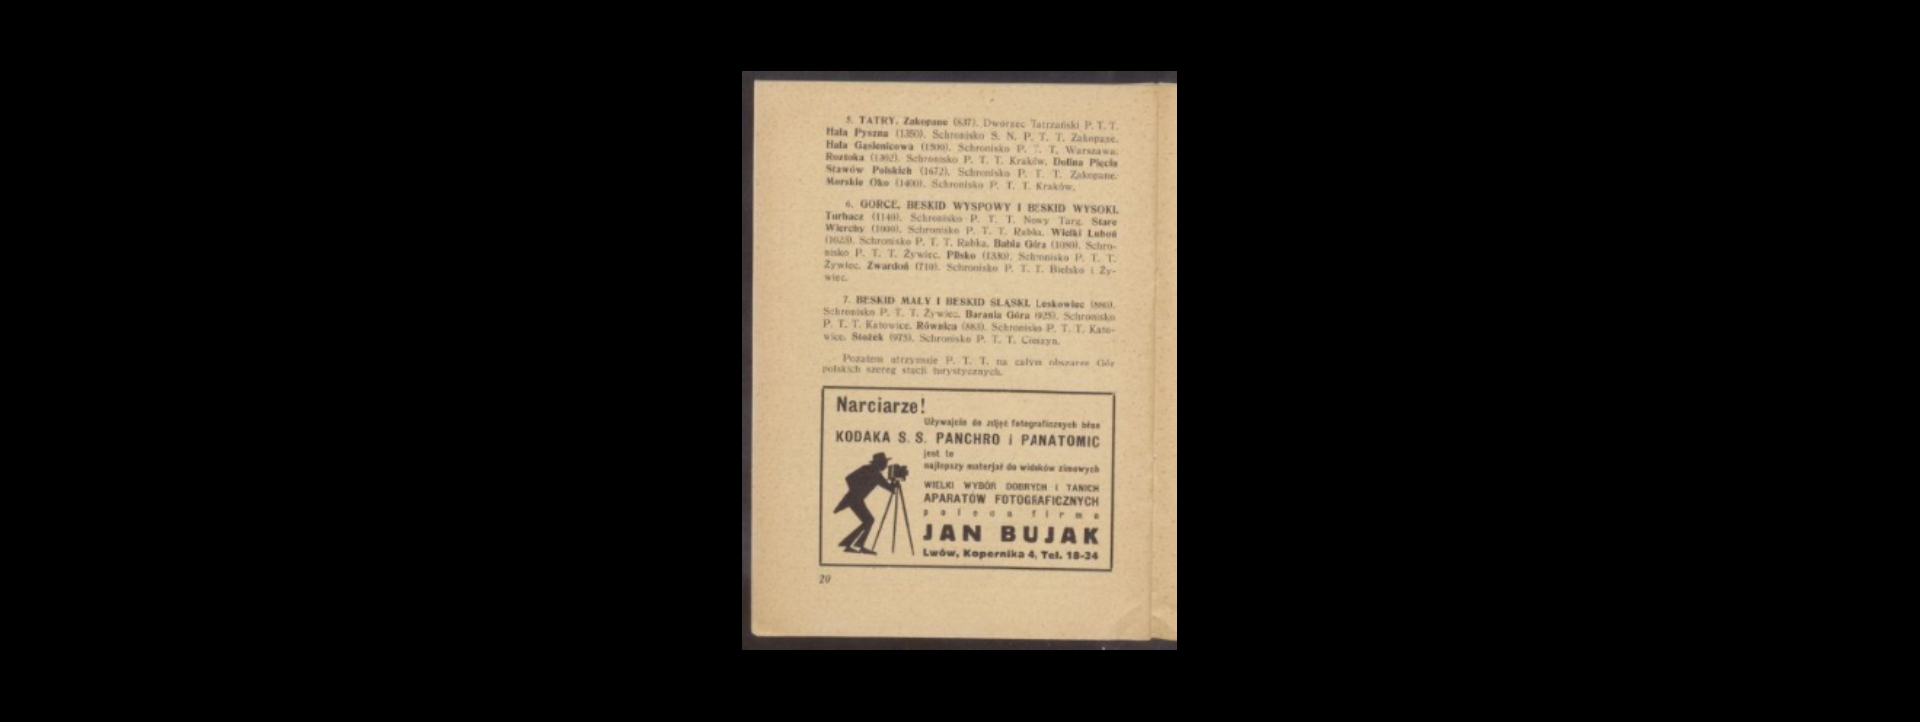 5. TATRY. Zakopane (837). Dworzec Tatrzański P. T. T.
Hala Pyszna (1350). Schronisko S. N. P. T. T. Zakopane.
Hala Gąsienicowa (1500). Schronisko P. T. T. Warszawa.
Roztoka (1392). Schronisko P. T. T. Kraków. Dolina Pięciu
Stawów Polskich (1672). Schronisko P. T. T. Zakopane.
Morskie Oko (1400). Schronisko P. T. T. Kraków.
6. GORCE, BESKID WYSPOWY I BESKID WYSOKI.
Turbacz (1140). Schronisko P. T. T. Nowy Targ. Stare
Wierchy Schronisko P. T. T. Rabka. Wielki Luboń
(1023). Schronisko P. T. T. Rabka. Babia Góra (1080). Schro-
nisko P. T. T. Żywiec. Pilsko (1330). Schronisko P. T. T.
Żywiec. Zwardoń (710). Schronisko P. T. T. Bielsko i Ży-
wiec.
7. BESKID MAŁY I BESKID ŚLĄSKI. Leskowiec
Schronisko P. T. T. Żywiec. Barania Góra (925). Schronisko
P. T. T. Katowice. Równica (883). Schronisko P. T. T. Kato-
wice. Stożek (975). Schronisko P. T. T. Cieszyn.
Pozatem utrzymuje P. T. T. na całym obszarze Gór
polskich szereg stacji turystycznych.
Narciarze!
Używajcie do zdjęć fotograficznych błon
KODAKA S. S. PANCHRO i PANATOMIC
jest to
najlepszy materjał do widoków zimowych
WIELKI WYBÓR DOBRYCH I TANICH
APARATÓW FOTOGRAFICZNYCH
poleca firma
JAN BUJAK
Lwów, Kopernika 4, Tel. 18-34
20